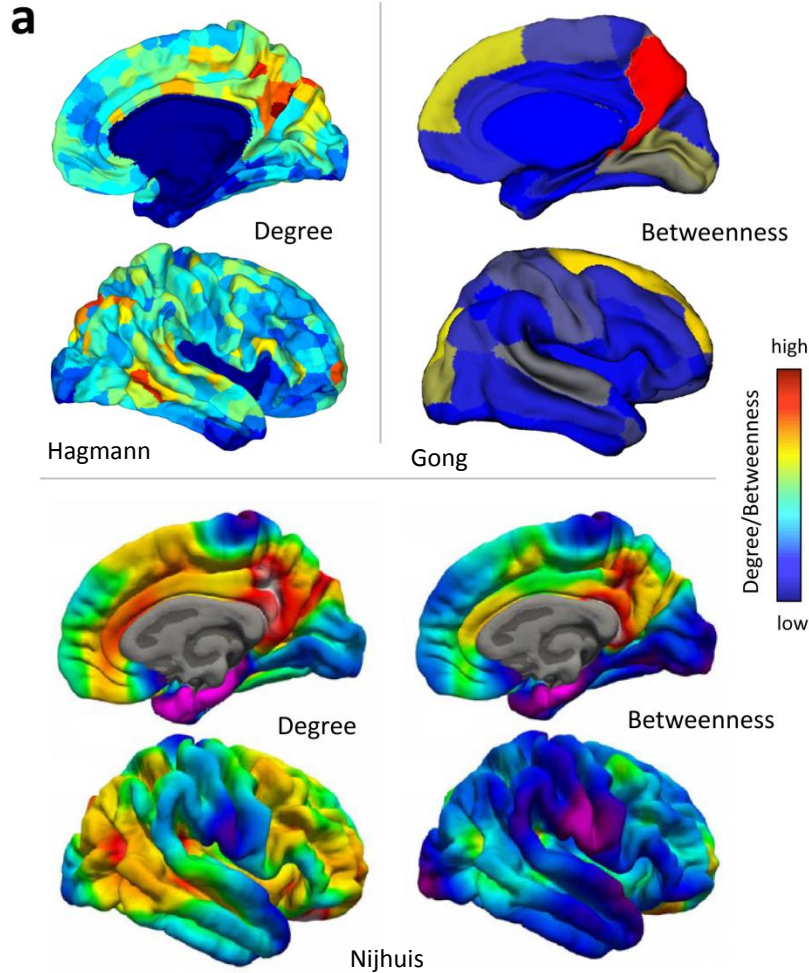 a
Degree
Betweenness
Hagmann
Gong
high
Degree/Betweenness
low
Degree
Betweenness
Nijhuis